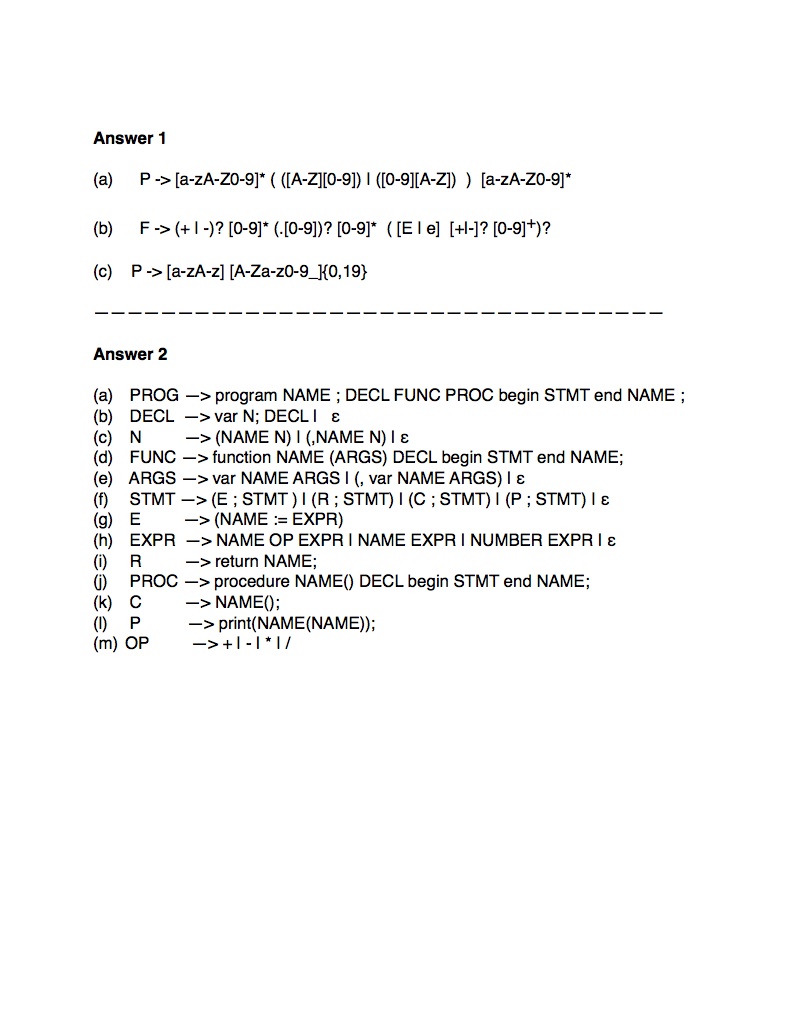 Answer 1
(a) P -> [a-zA-Z0-9]* ( ([A-Z][0-9]) | ([0-9][A-Z]) ) [a-zA-Z0-9]*
(b) F -> (+ | -)? [0-9]* (.[0-9])? [0-9]* ( [E | e] [+|-]? [0-9]⁺)?
(c) P -> [a-zA-z] [A-Za-z0-9_]{0,19}
— — — — — — — — — — — — — — — — — — — — — — — — — — — — — — — — — —
Answer 2
(a) PROG —> program NAME ; DECL FUNC PROC begin STMT end NAME ;
(b) DECL —> var N; DECL | ε
(c) N —> (NAME N) | (,NAME N) | ε
(d) FUNC —> function NAME (ARGS) DECL begin STMT end NAME;
(e) ARGS —> var NAME ARGS | (, var NAME ARGS) | ε
(f) STMT —> (E ; STMT ) | (R ; STMT) | (C ; STMT) | (P ; STMT) | ε
(g) E —> (NAME := EXPR)
(h) EXPR —> NAME OP EXPR | NAME EXPR | NUMBER EXPR | ε
(i) R —> return NAME;
(j) PROC —> procedure NAME() DECL begin STMT end NAME;
(k) C —> NAME();
(l) P —> print(NAME(NAME));
(m) OP —> + | - | * | /